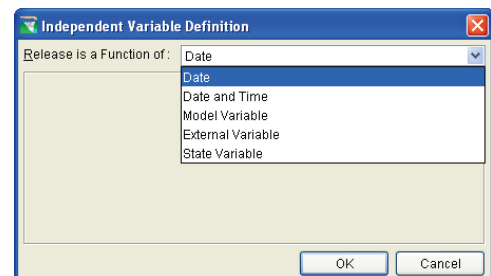 Independent Variable Definition
Release is a Function of: Date
Date
Date and Time
Model Variable
External Variable
State Variable
OK Cancel